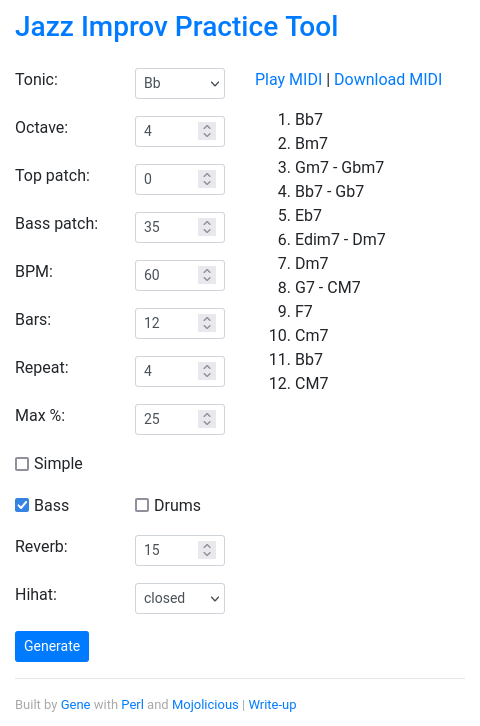 Jazz Improv Practice Tool
Tonic: Bb
Octave: 4
Top patch: 0
Bass patch: 35
BPM: 60
Bars: 12
Repeat: 4
Max %: 25
Simple
Bass Drums
Reverb: 15
Hihat: closed
Generate
Play MIDI | Download MIDI
1. Bb7
2. Bm7
3. Gm7 - Gbm7
4. Bb7 - Gb7
5. Eb7
6. Edim7 - Dm7
7. Dm7
8. G7 - CM7
9. F7
10. Cm7
11. Bb7
12. CM7
Built by Gene with Perl and Mojolicious | Write-up